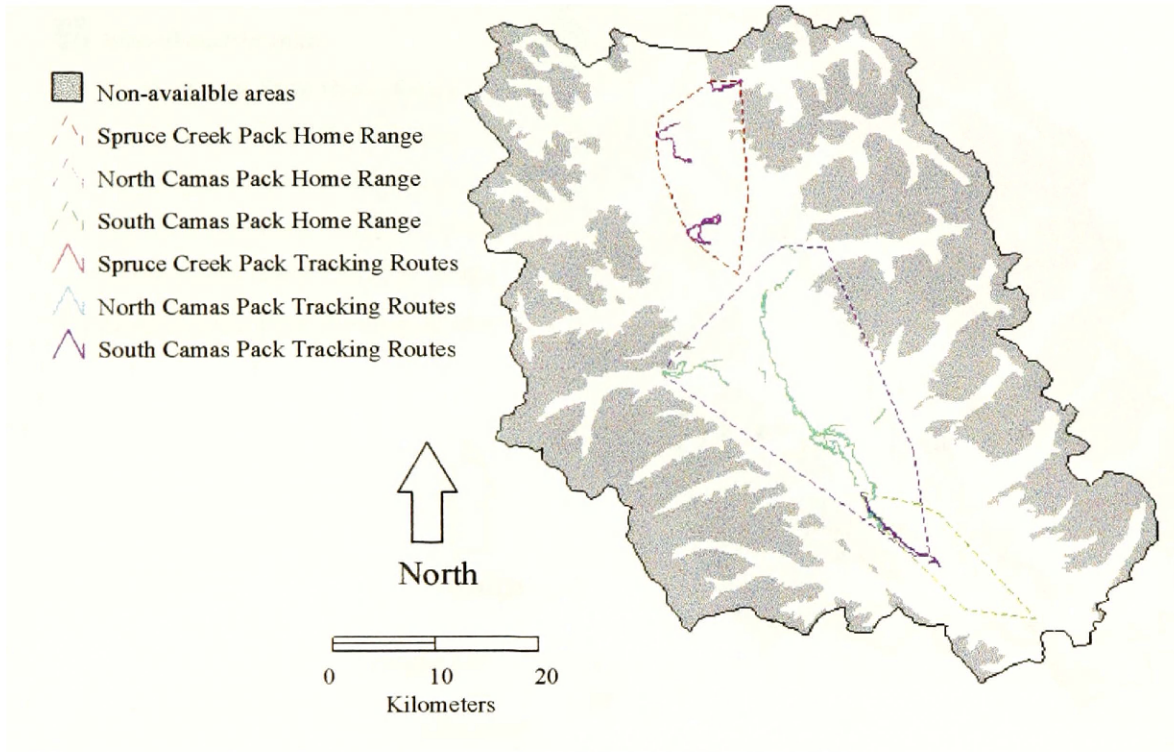 Non-avaialble areas
Spruce Creek Pack Home Range
North Camas Pack Home Range
South Camas Pack Home Range
Spruce Creek Pack Tracking Routes
North Camas Pack Tracking Routes
South Camas Pack Tracking Routes
North
0 10 20
Kilometers